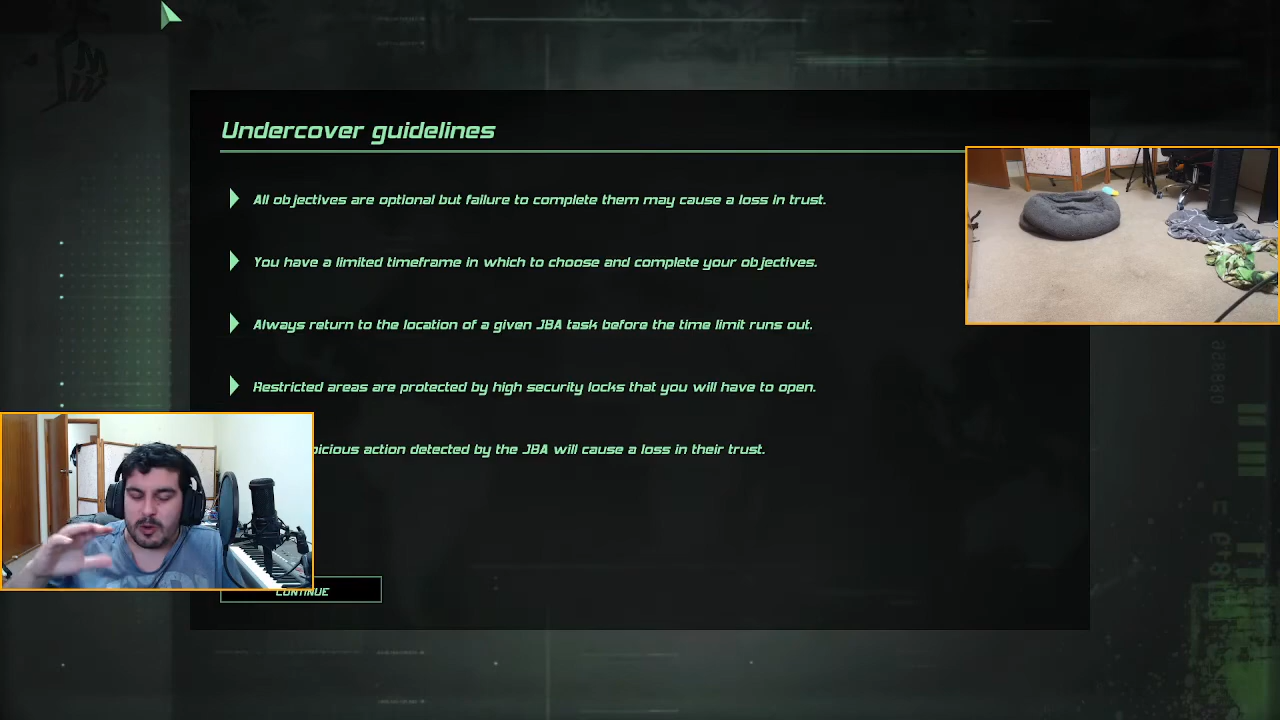 Undercover guidelines
All objectives are optional but failure to complete them may cause a loss in trust.
You have a limited timeframe in which to choose and complete your objectives.
Always return to the location of a given JBA task before the time limit runs out.
Restricted areas are protected by high security locks that you will have to open.
action detected by the JBA will cause a loss in their trust.
CONTINUE